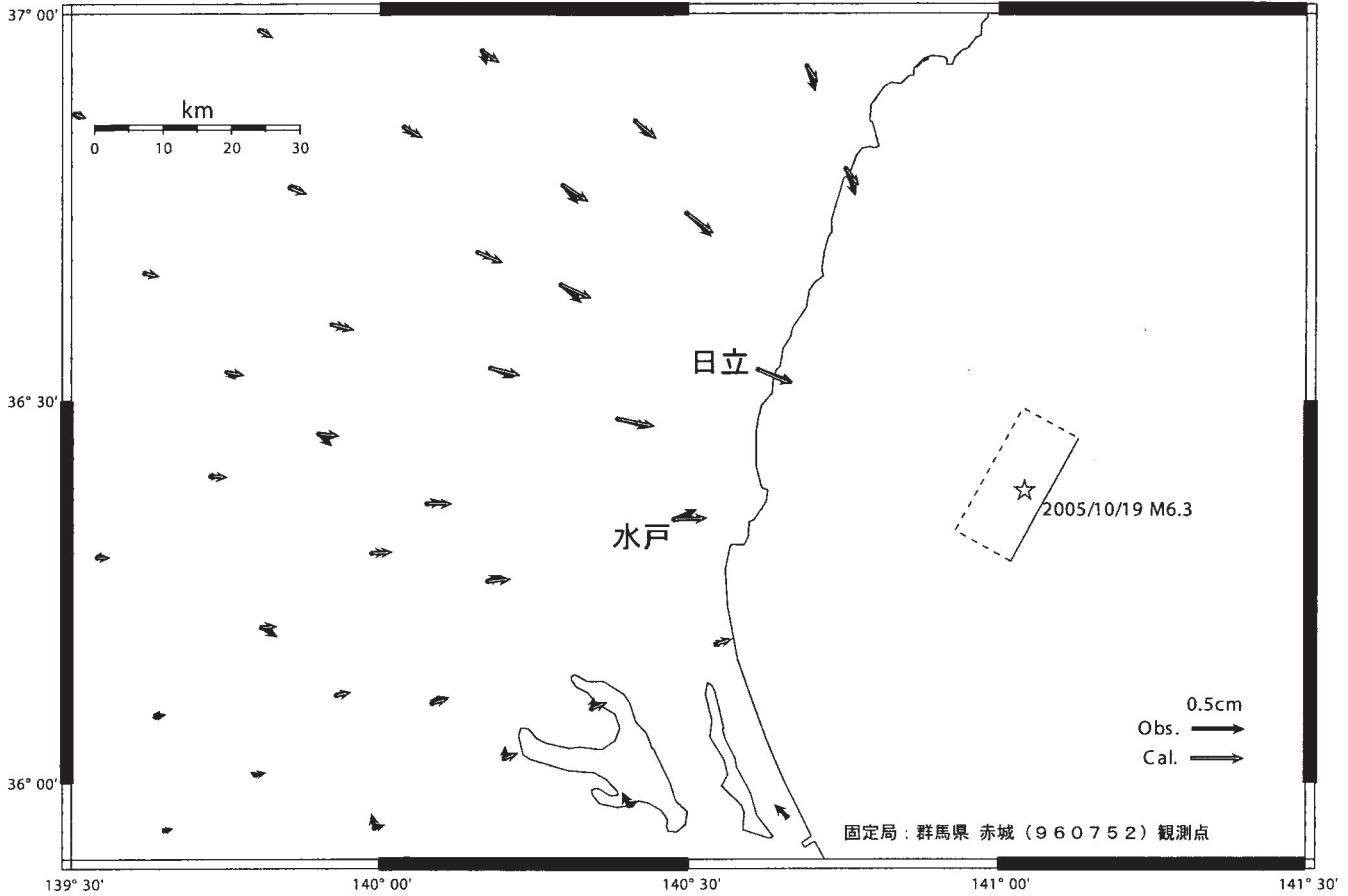 37° 00'
km
0 10 20 30
日立
36° 30'
2005/10/19 M6.3
水戸
0.5cm
Obs.
Cal.
36° 00'
固定局：群馬県 赤城（960752）観測点
139° 30' 140° 00' 140° 30' 141° 00' 141° 30'